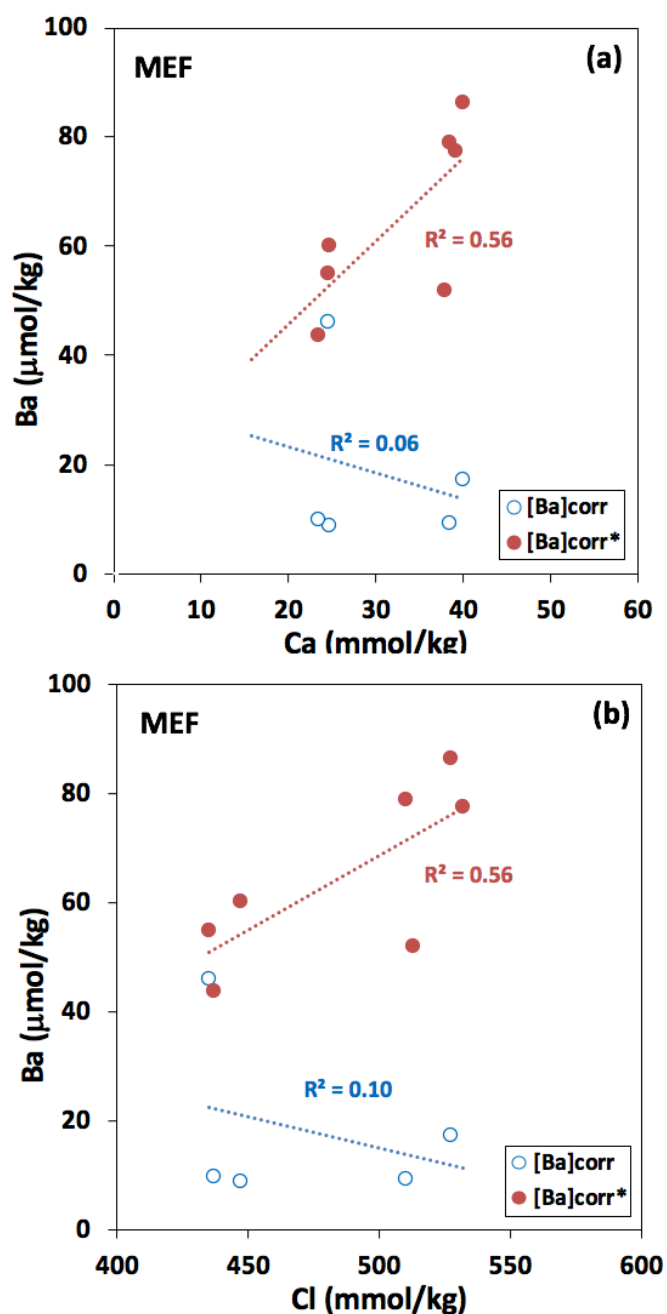 100
80
60
40
20
0
Ba (μmol/kg)
MEF
(a)
R² = 0.56
R² = 0.06
[Ba]corr
[Ba]corr*
0
10
20
30
40
50
60
Ca (mmol/kg)
100
80
60
40
20
0
Ba (μmol/kg)
MEF
(b)
R² = 0.56
R² = 0.10
[Ba]corr
[Ba]corr*
400
450
500
550
600
Cl (mmol/kg)